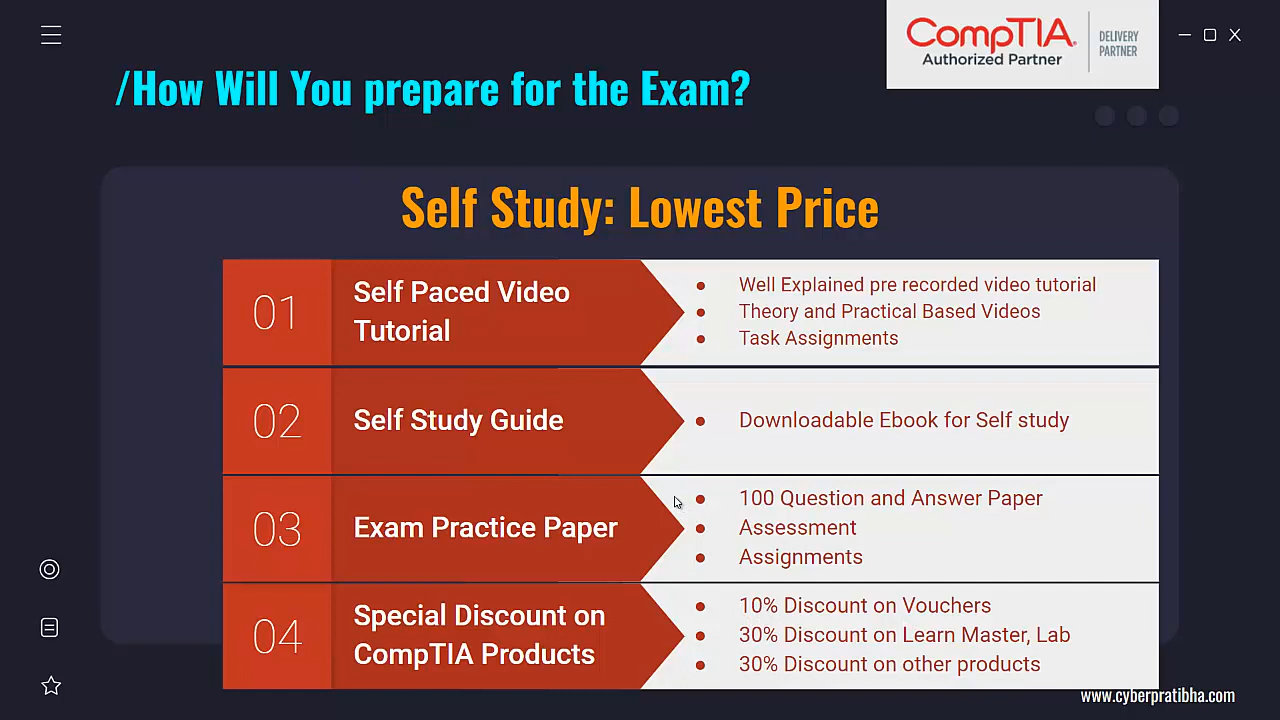 CompTIA.
Authorized Partner
DELIVERY
PARTNER
/How Will You prepare for the Exam?
Self Study: Lowest Price
01
Self Paced Video
Tutorial
Well Explained pre recorded video tutorial
Theory and Practical Based Videos
Task Assignments
02
Self Study Guide
Downloadable Ebook for Self study
03
Exam Practice Paper
100 Question and Answer Paper
Assessment
Assignments
04
Special Discount on
CompTIA Products
10% Discount on Vouchers
30% Discount on Learn Master, Lab
30% Discount on other products
www.cyberpratibha.com